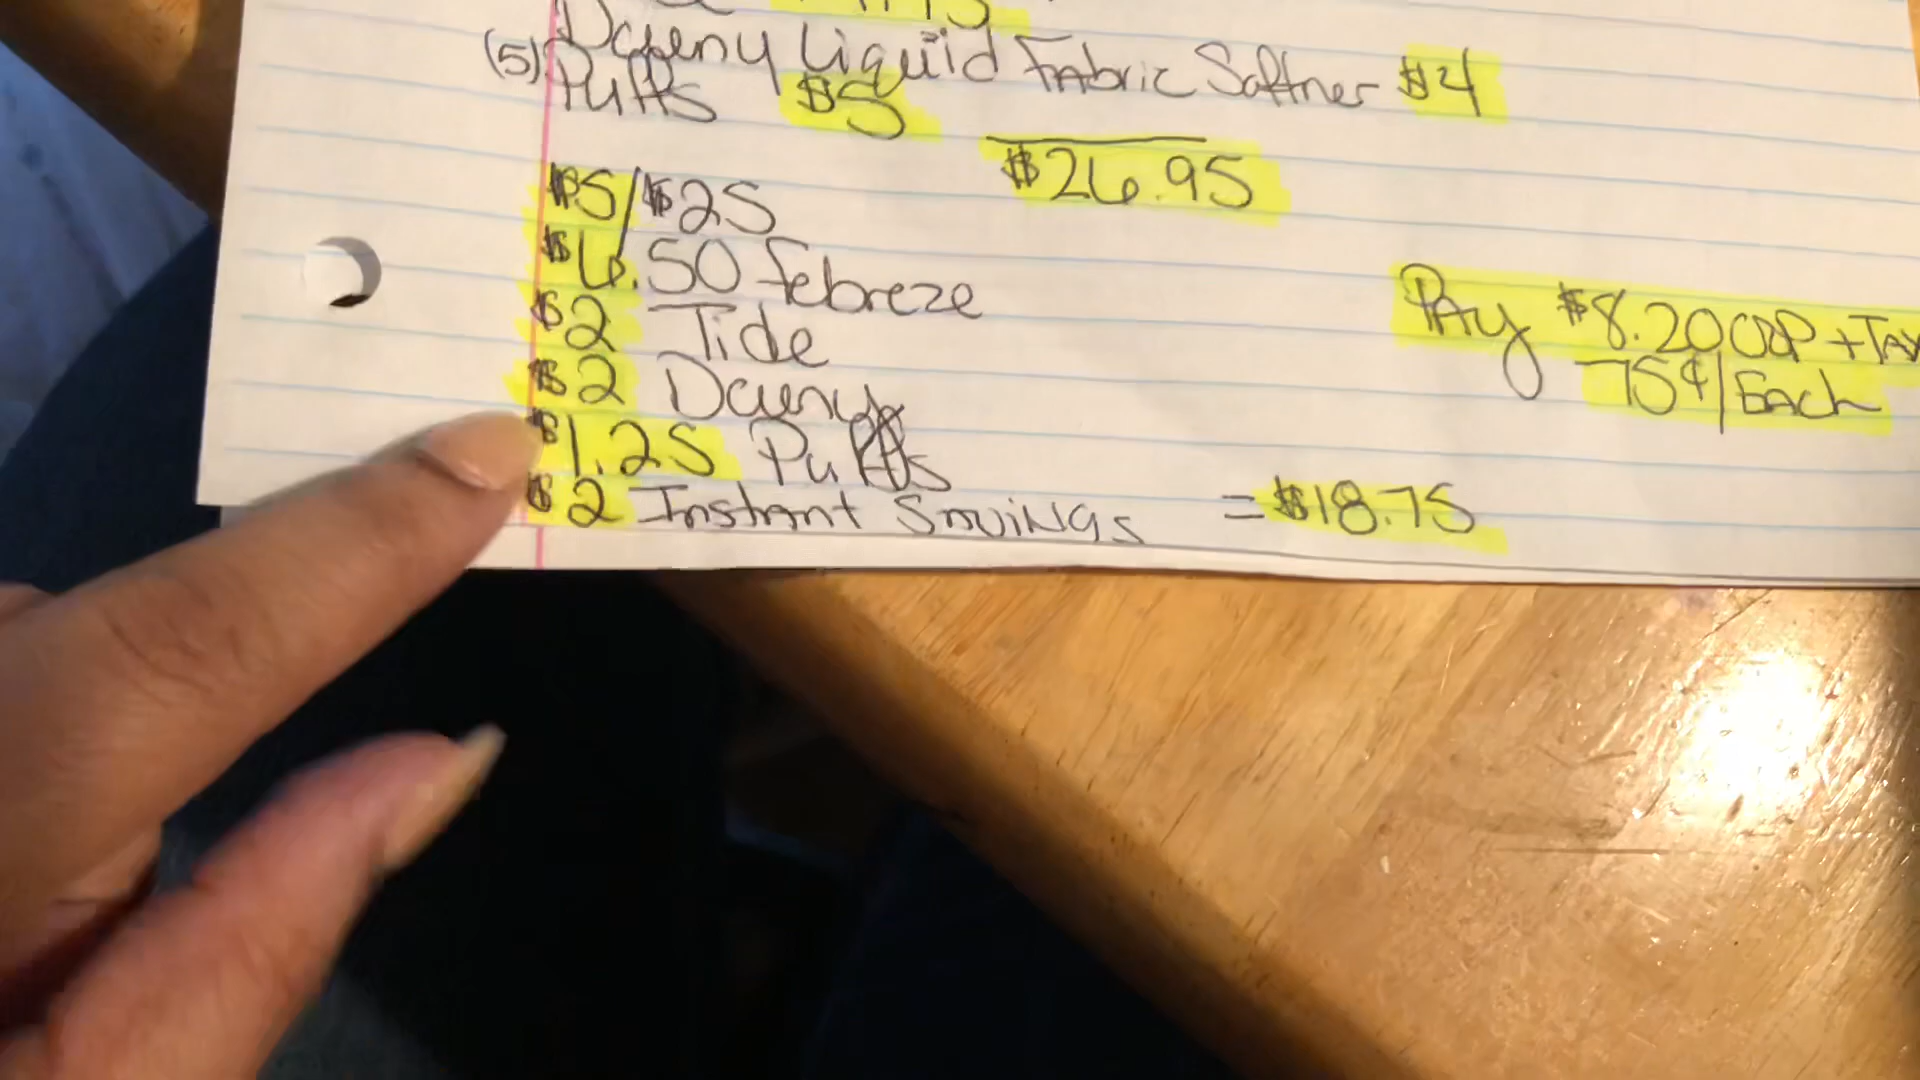 Downy Liquid Fabric Softner $4
(5) Puffs $5
$26.95
$5/$25
$6.50 Febreze
$2 Tide
$2 Downy
$1.25 Puffs
$2 Instant Savings = $18.75
Pay $8.20 OOP + Tax
75¢/Each